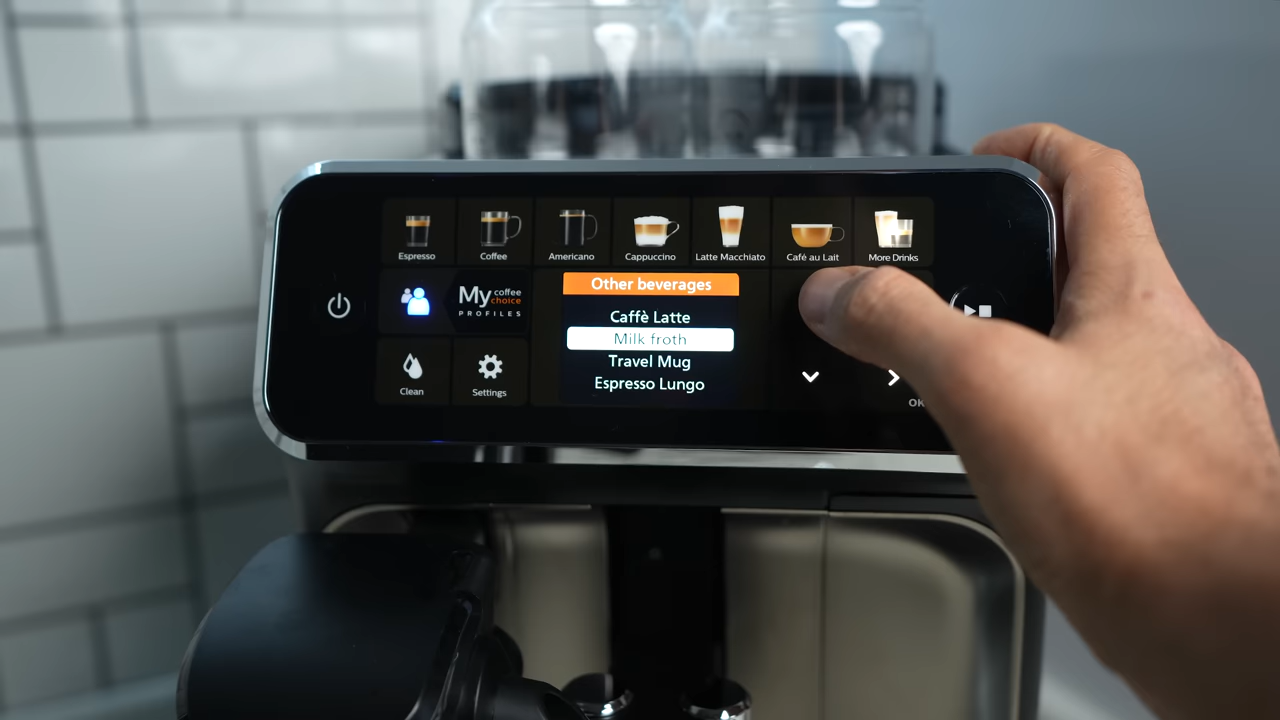 Espresso
Coffee
Americano
Cappuccino
Latte Macchiato
Café au Lait
More Drinks
My coffee choice
PROFILES
Other beverages
Caffè Latte
Milk froth
Travel Mug
Espresso Lungo
Clean
Settings
OK